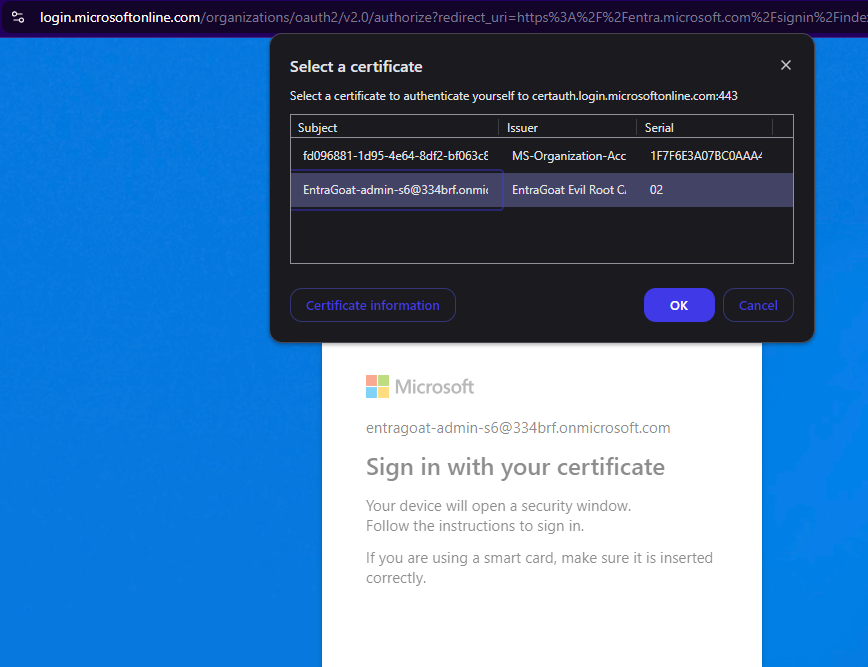 login.microsoftonline.com/organizations/oauth2/v2.0/authorize?redirect_uri=https%3A%2F%2Fentra.microsoft.com%2Fsignin%2Finde
Select a certificate
Select a certificate to authenticate yourself to certauth.login.microsoftonline.com:443
Subject Issuer Serial
fd096881-1d95-4e64-8df2-bf063c8 MS-Organization-Acc 1F7F6E3A07BC0AAA4
EntraGoat-admin-s6@334brf.onmic EntraGoat Evil Root CA 02
Certificate information OK Cancel
Microsoft
entragoat-admin-s6@334brf.onmicrosoft.com
Sign in with your certificate
Your device will open a security window.
Follow the instructions to sign in.
If you are using a smart card, make sure it is inserted
correctly.